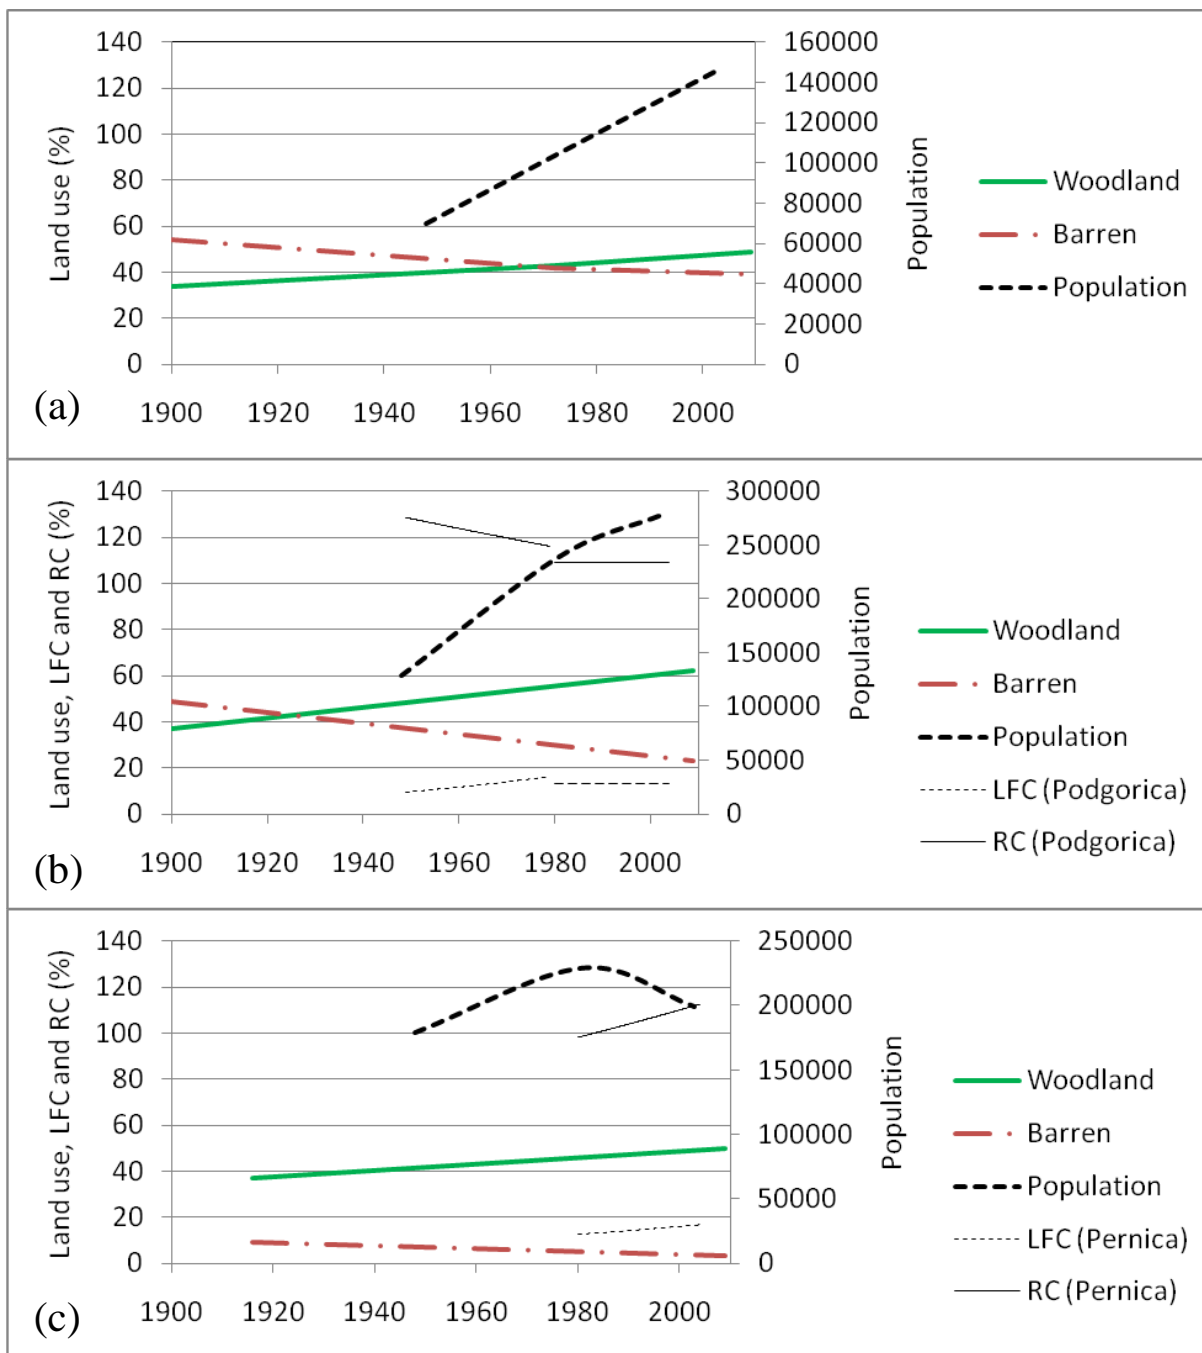 140
120
100
80
60
40
20
0
Land use (%)
160000
140000
120000
100000
80000
60000
40000
20000
0
Population
1900 1920 1940 1960 1980 2000
Woodland
Barren
Population
(a)
140
120
100
80
60
40
20
0
Land use, LFC and RC (%)
300000
250000
200000
150000
100000
50000
0
Population
1900 1920 1940 1960 1980 2000
Woodland
Barren
Population
LFC (Podgorica)
RC (Podgorica)
(b)
140
120
100
80
60
40
20
0
Land use, LFC and RC (%)
250000
200000
150000
100000
50000
0
Population
1900 1920 1940 1960 1980 2000
Woodland
Barren
Population
LFC (Pernica)
RC (Pernica)
(c)